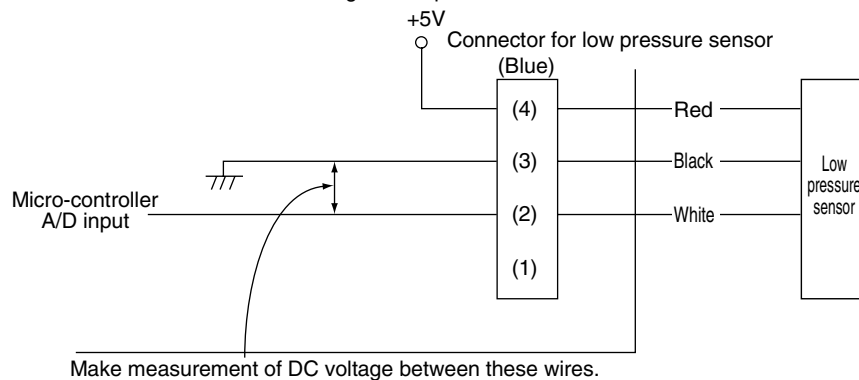 +5V
Connector for low pressure sensor
(Blue)
(4)
Red
(3)
Black
Low
pressure
sensor
Micro-controller
A/D input
(2)
White
(1)
Make measurement of DC voltage between these wires.